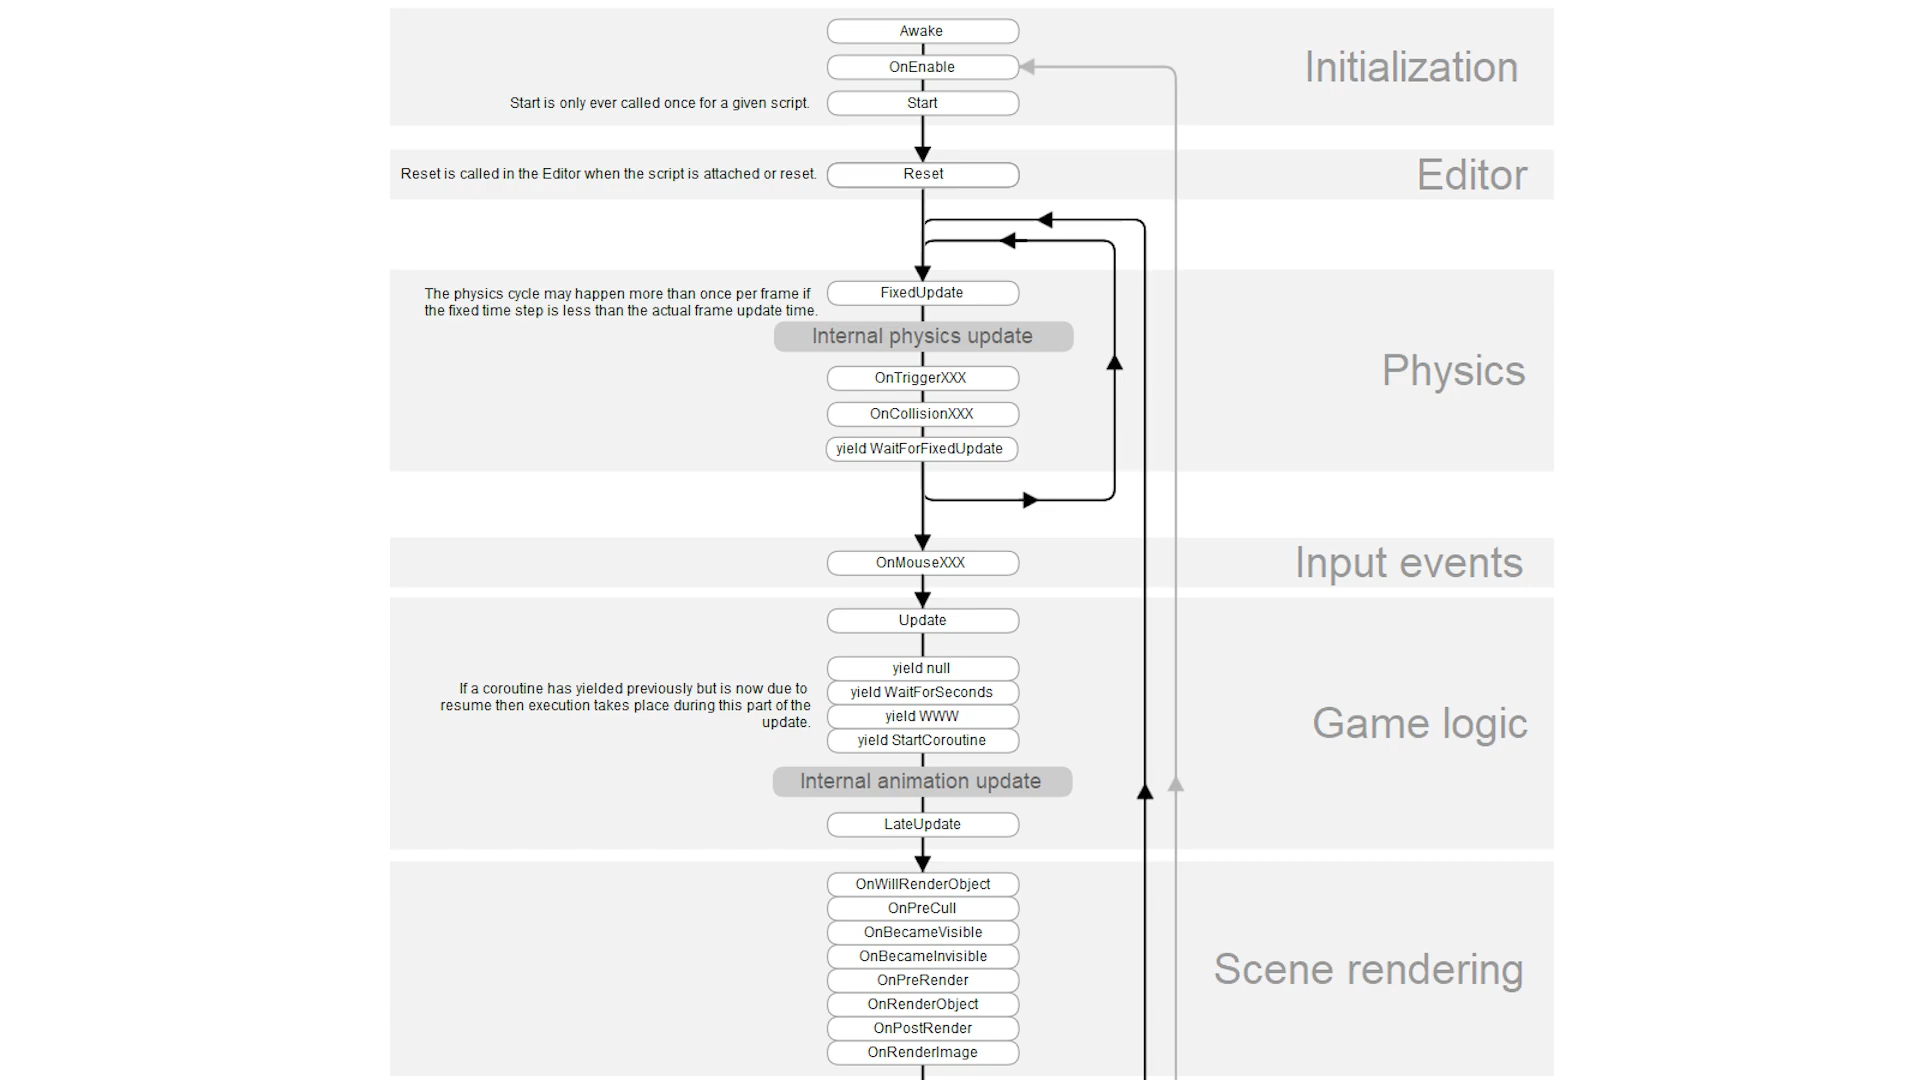 Awake
OnEnable
Initialization
Start is only ever called once for a given script.
Start
Reset is called in the Editor when the script is attached or reset.
Reset
Editor
The physics cycle may happen more than once per frame if
the fixed time step is less than the actual frame update time.
FixedUpdate
Internal physics update
OnTriggerXXX
Physics
OnCollisionXXX
yield WaitForFixedUpdate
OnMouseXXX
Input events
Update
yield null
If a coroutine has yielded previously but is now due to
resume then execution takes place during this part of the
update.
yield WaitForSeconds
yield WWW
yield StartCoroutine
Game logic
Internal animation update
LateUpdate
OnWillRenderObject
OnPreCull
OnBecameVisible
OnBecameInvisible
Scene rendering
OnPreRender
OnRenderObject
OnPostRender
OnRenderImage